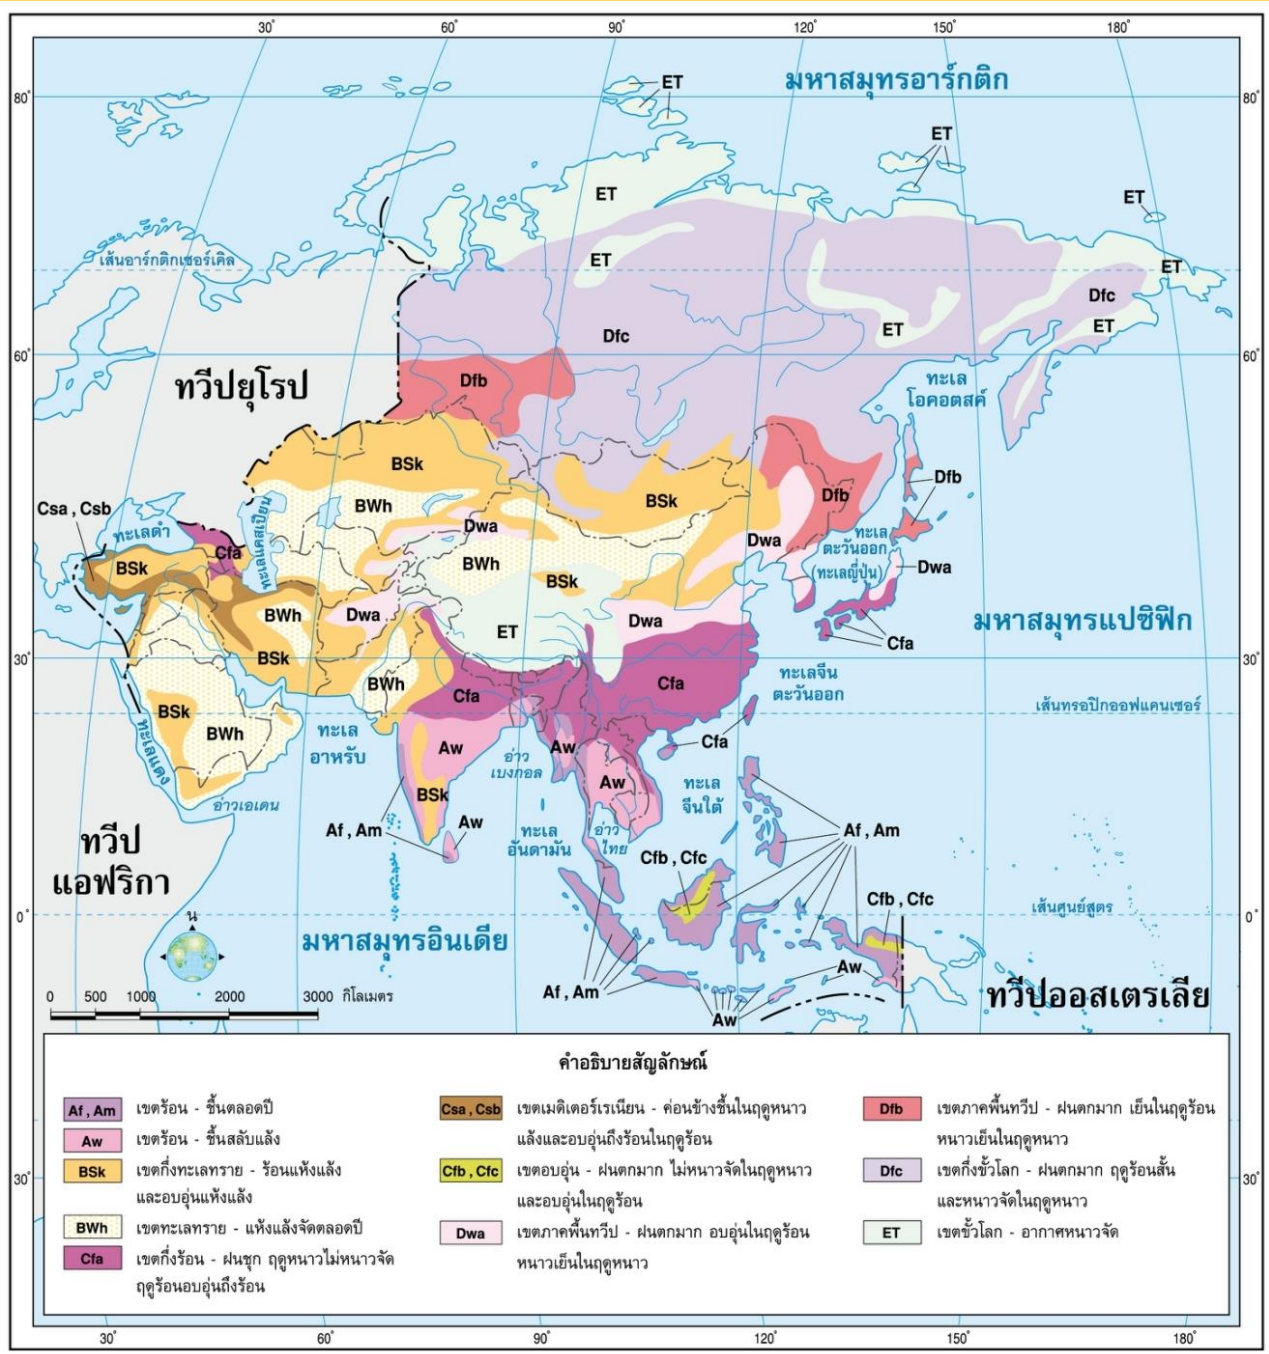 30° 60° 90° 120° 150° 180°
ET
มหาสมุทรอาร์กติก
80° 80°
ET
ET
ET
เส้นอาร์กติกเซอร์เคิล
ET
ET
Dfc
ET
ET
Dfc
60° 60°
ทวีปยุโรป
Dfb
ทะเล
โอคอตสค์
BSk
Dfb
BSk
Dfb
BWh
Csa , Csb
ทะเลดำ
ทะเลแคสเปียน
Dwa
Cfa
BSk
BWh
BSk
Dwa
ทะเล
ตะวันออก
(ทะเลญี่ปุ่น)
Dwa
BWh
Dwa
Dwa
ET
มหาสมุทรแปซิฟิก
Cfa
30° 30°
BSk
BWh
Cfa
Cfa
ทะเลจีน
ตะวันออก
เส้นทรอปิกออฟแคนเซอร์
BSk
BWh
ทะเลแดง
ทะเล
อาหรับ
Aw
อ่าว
เบงกอล
Aw
Cfa
Aw
ทะเล
จีนใต้
BSk
อ่าวเอเดน
Af , Am
Aw
ทะเล
อันดามัน
อ่าว
ไทย
Af , Am
ทวีป
แอฟริกา
Cfb , Cfc
Cfb , Cfc
เส้นศูนย์สูตร
0° 0°
น
มหาสมุทรอินเดีย
Aw
Af , Am
Aw
ทวีปออสเตรเลีย
0 500 1000 2000 3000 กิโลเมตร
คำอธิบายสัญลักษณ์
Af , Am เขตร้อน - ชื้นตลอดปี
Aw เขตร้อน - ชื้นสลับแล้ง
BSk เขตกึ่งทะเลทราย - ร้อนแห้งแล้ง
และอบอุ่นแห้งแล้ง
BWh เขตทะเลทราย - แห้งแล้งจัดตลอดปี
Cfa เขตกึ่งร้อน - ฝนชุก ฤดูหนาวไม่หนาวจัด
ฤดูร้อนอบอุ่นถึงร้อน
Csa , Csb เขตเมดิเตอร์เรเนียน - ค่อนข้างชื้นในฤดูหนาว
แล้งและอบอุ่นถึงร้อนในฤดูร้อน
Cfb , Cfc เขตอบอุ่น - ฝนตกมาก ไม่หนาวจัดในฤดูหนาว
และอบอุ่นในฤดูร้อน
Dwa เขตภาคพื้นทวีป - ฝนตกมาก อบอุ่นในฤดูร้อน
หนาวเย็นในฤดูหนาว
Dfb เขตภาคพื้นทวีป - ฝนตกมาก เย็นในฤดูร้อน
หนาวเย็นในฤดูหนาว
Dfc เขตกึ่งขั้วโลก - ฝนตกมาก ฤดูร้อนสั้น
และหนาวจัดในฤดูหนาว
ET เขตขั้วโลก - อากาศหนาวจัด
30° 30°
30° 60° 90° 120° 150° 180°